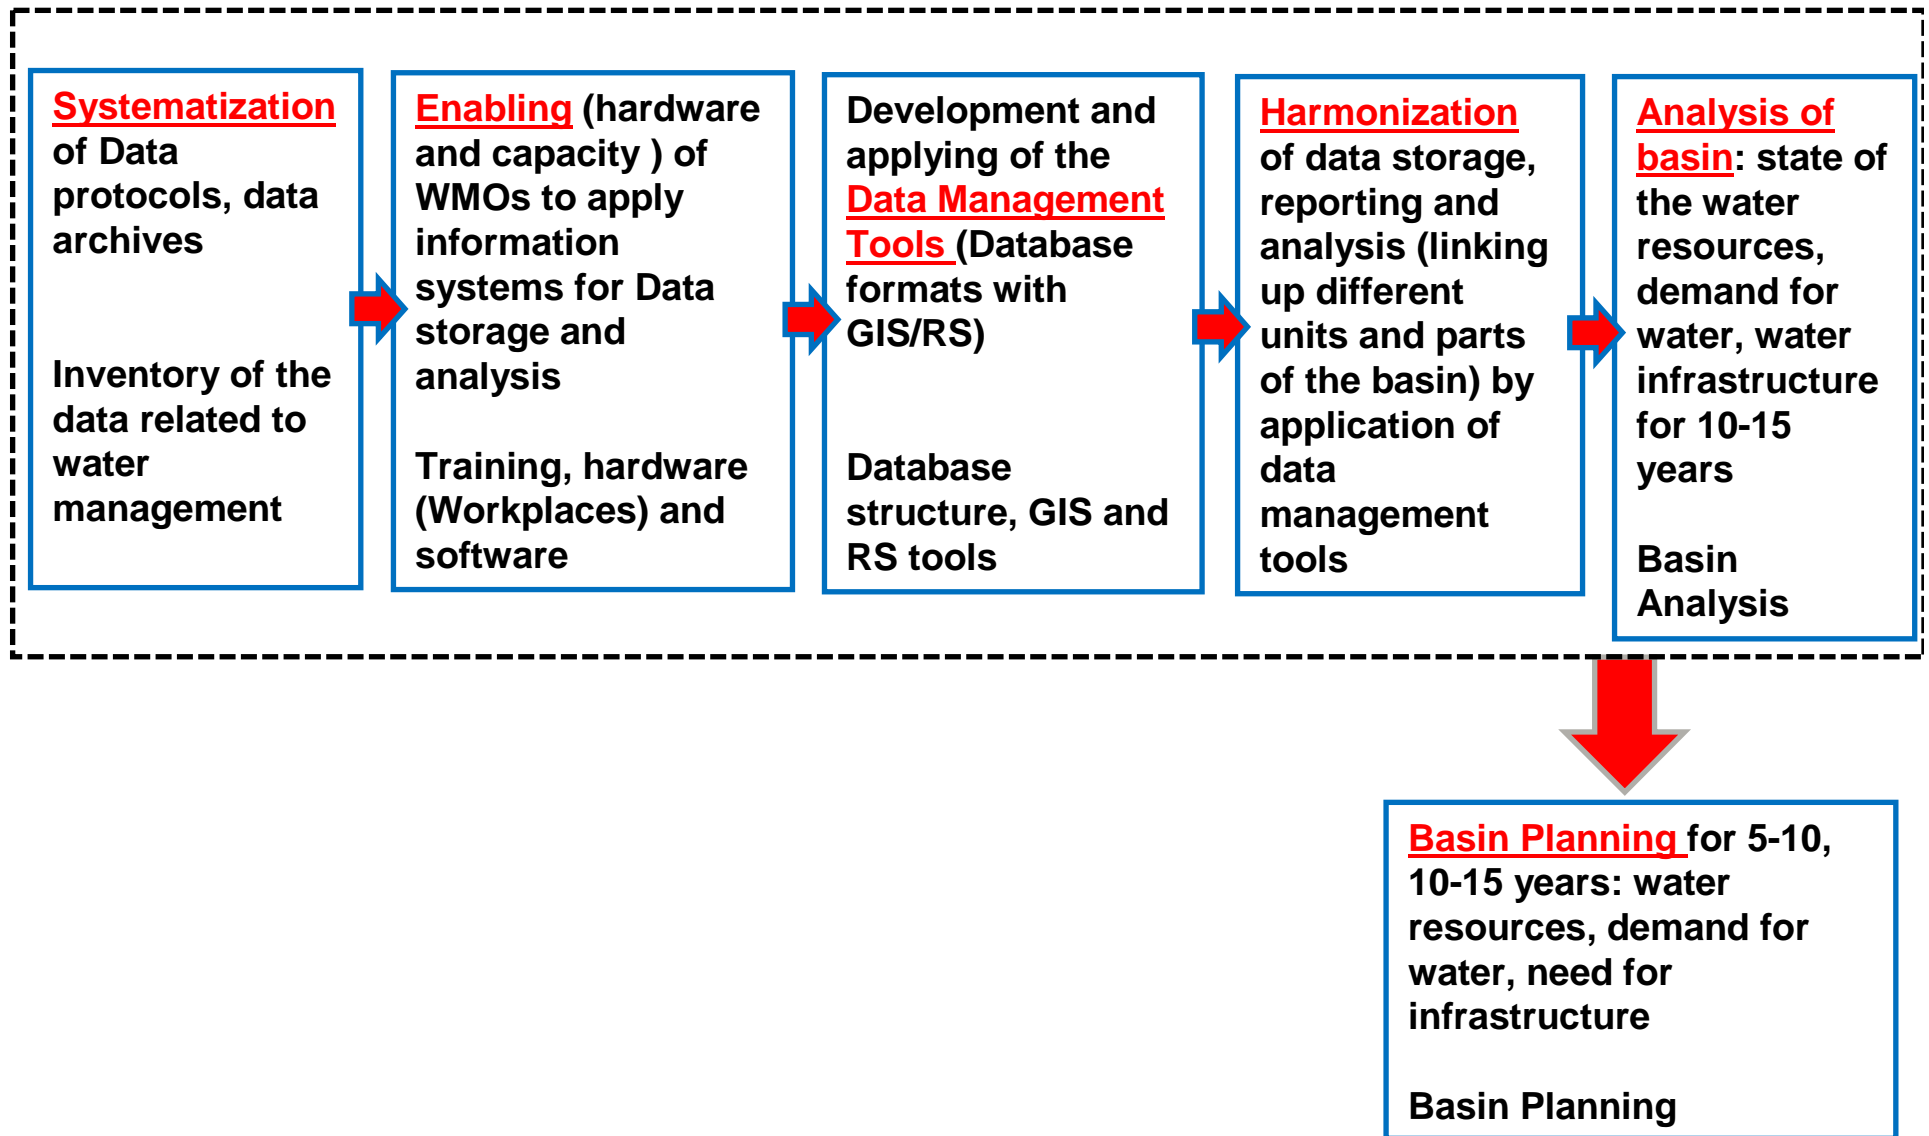 Systematization
of Data
protocols, data
archives
Inventory of the
data related to
water
management
Enabling (hardware
and capacity ) of
WMOs to apply
information
systems for Data
storage and
analysis
Training, hardware
(Workplaces) and
software
Development and
applying of the
Data Management
Tools (Database
formats with
GIS/RS)
Database
structure, GIS and
RS tools
Harmonization
of data storage,
reporting and
analysis (linking
up different
units and parts
of the basin) by
application of
data
management
tools
Analysis of
basin: state of
the water
resources,
demand for
water, water
infrastructure
for 10-15
years
Basin
Analysis
Basin Planning for 5-10,
10-15 years: water
resources, demand for
water, need for
infrastructure
Basin Planning